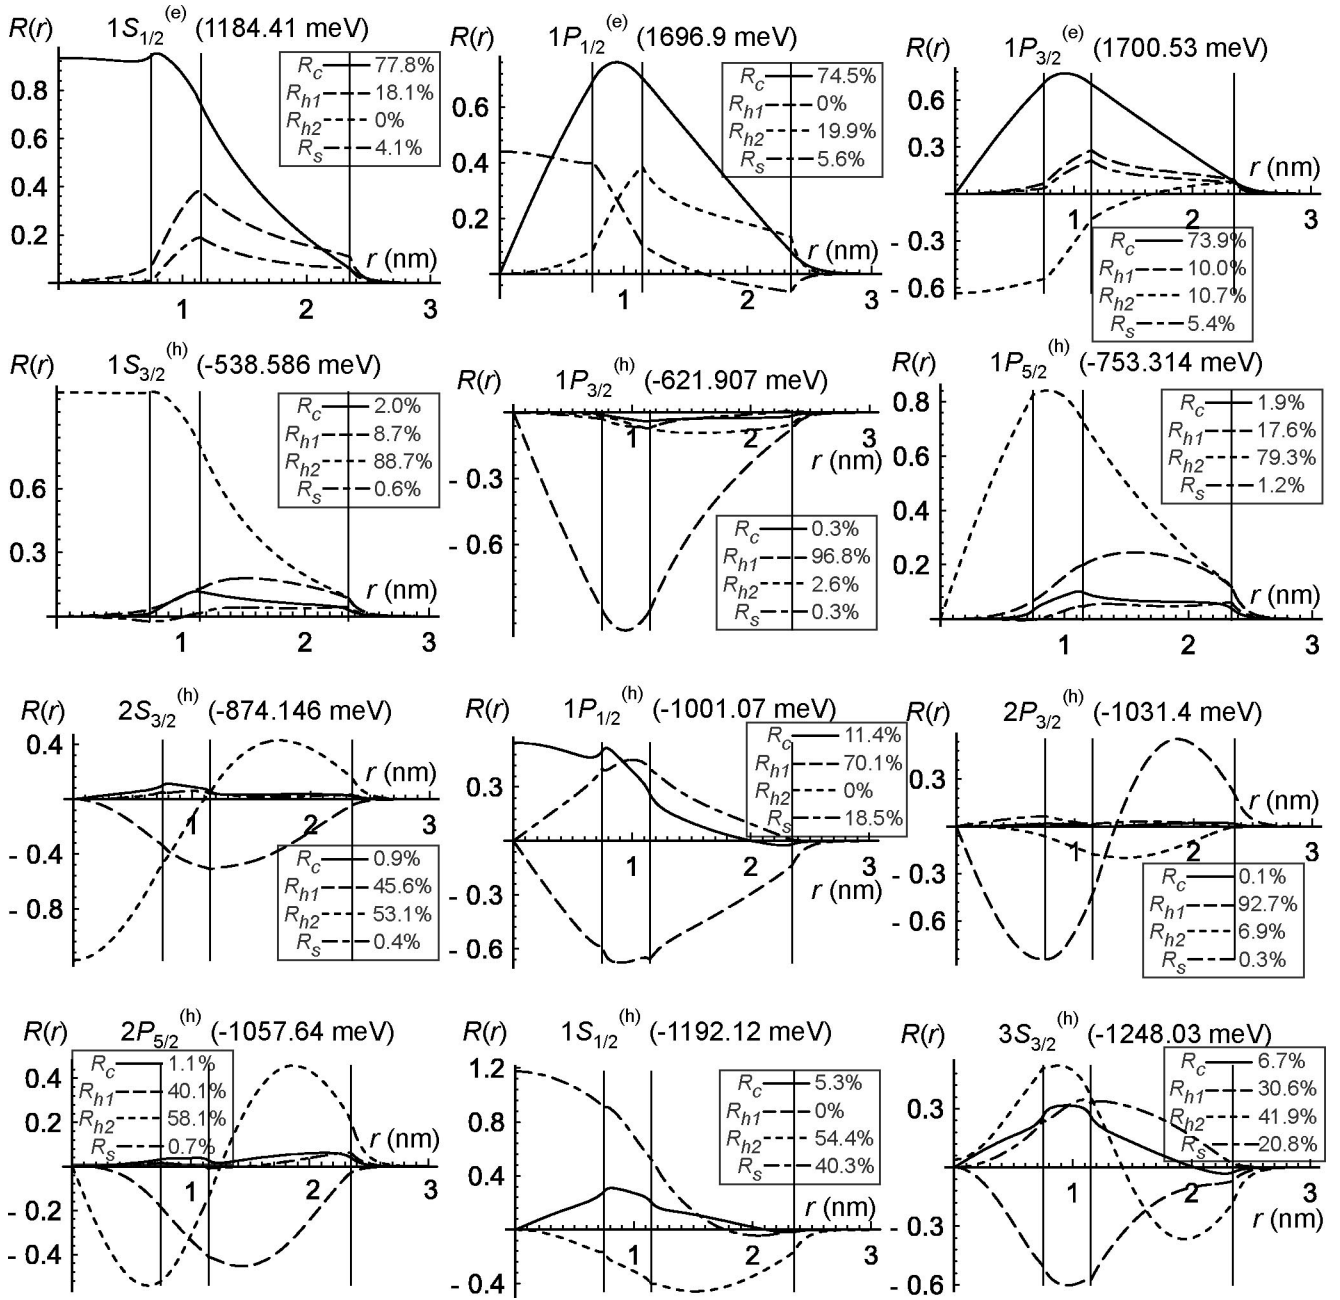 R(r) 1S1/2(e) (1184.41 meV)
Rc 77.8%
Rh1 18.1%
Rh2 0%
Rs 4.1%
0.8
0.6
0.4
0.2
r (nm)
1 2 3
R(r) 1P1/2(e) (1696.9 meV)
Rc 74.5%
Rh1 0%
Rh2 19.9%
Rs 5.6%
0.6
0.4
0.2
r (nm)
1 2 3
R(r) 1P3/2(e) (1700.53 meV)
0.6
0.3
- 0.3
- 0.6
r (nm)
1 2 3
Rc 73.9%
Rh1 10.0%
Rh2 10.7%
Rs 5.4%
R(r) 1S3/2(h) (-538.586 meV)
Rc 2.0%
Rh1 8.7%
Rh2 88.7%
Rs 0.6%
0.6
0.3
r (nm)
1 2 3
R(r) 1P3/2(h) (-621.907 meV)
1 2 3
r (nm)
- 0.3
- 0.6
Rc 0.3%
Rh1 96.8%
Rh2 2.6%
Rs 0.3%
R(r) 1P5/2(h) (-753.314 meV)
Rc 1.9%
Rh1 17.6%
Rh2 79.3%
Rs 1.2%
0.8
0.6
0.4
0.2
r (nm)
1 2 3
R(r) 2S3/2(h) (-874.146 meV)
0.4
- 0.4
- 0.8
r (nm)
1 2 3
Rc 0.9%
Rh1 45.6%
Rh2 53.1%
Rs 0.4%
R(r) 1P1/2(h) (-1001.07 meV)
Rc 11.4%
Rh1 70.1%
Rh2 0%
Rs 18.5%
0.3
- 0.3
- 0.6
1 2 3
r (nm)
R(r) 2P3/2(h) (-1031.4 meV)
0.3
- 0.3
- 0.6
r (nm)
1 2 3
Rc 0.1%
Rh1 92.7%
Rh2 6.9%
Rs 0.3%
R(r) 2P5/2(h) (-1057.64 meV)
Rc 1.1%
Rh1 40.1%
Rh2 58.1%
Rs 0.7%
0.4
0.2
- 0.2
- 0.4
r (nm)
1 2 3
R(r) 1S1/2(h) (-1192.12 meV)
Rc 5.3%
Rh1 0%
Rh2 54.4%
Rs 40.3%
1.2
0.8
0.4
- 0.4
r (nm)
1 2 3
R(r) 3S3/2(h) (-1248.03 meV)
Rc 6.7%
Rh1 30.6%
Rh2 41.9%
Rs 20.8%
0.3
- 0.3
- 0.6
1 2 3
r (nm)